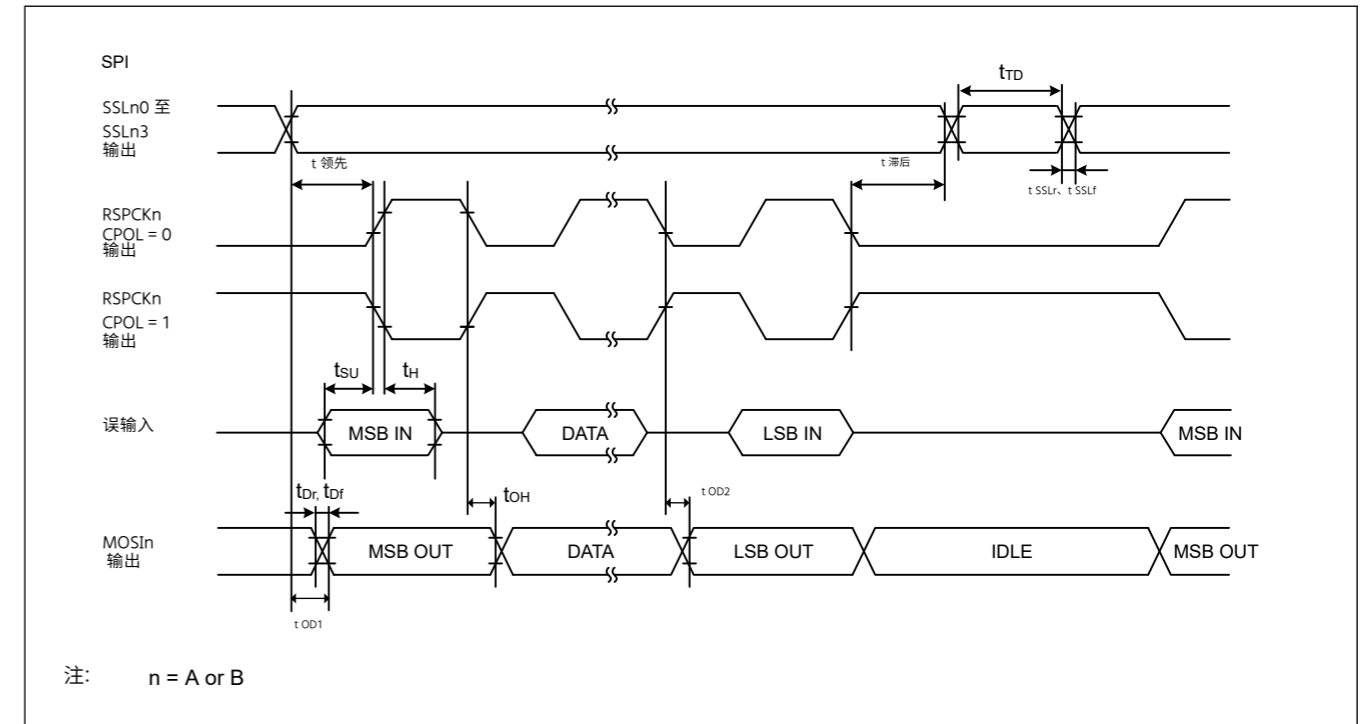 SPI
SSLn0 至
SSLn3
输出
tTD
t 领先
t 滞后
t SSLr、t SSLf
RSPCKn
CPOL = 0
输出
RSPCKn
CPOL = 1
输出
tSU
tH
误输入
MSB IN
DATA
LSB IN
MSB IN
tDr, tDf
tOH
t OD2
MOSIn
输出
MSB OUT
DATA
LSB OUT
IDLE
MSB OUT
t OD1
注: n = A or B